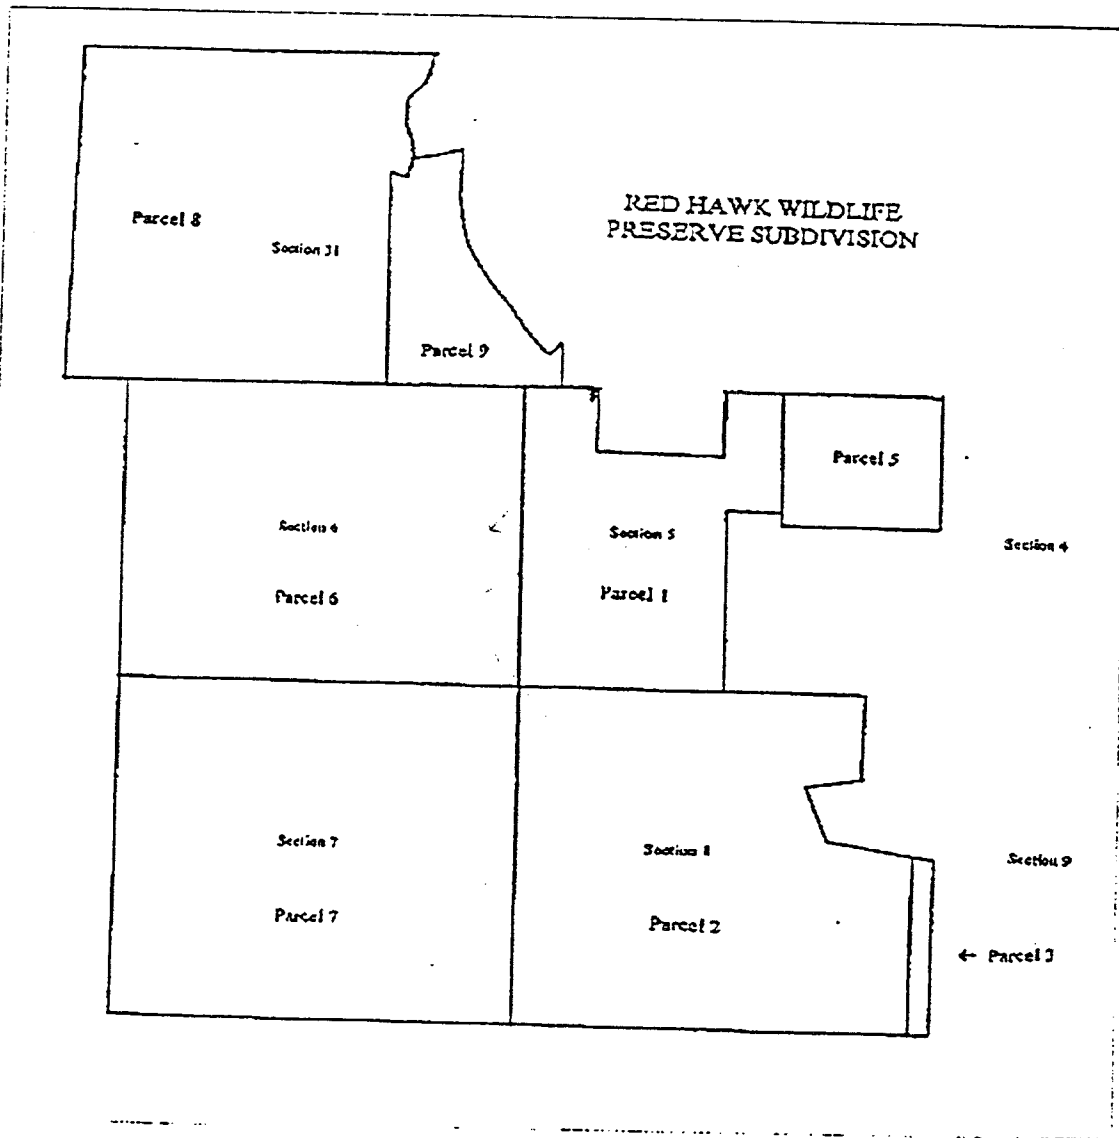 RED HAWK WILDLIFE
PRESERVE SUBDIVISION
Parcel 8
Section 31
Parcel 9
Parcel 5
Section 4
Section 5
Section 4
Parcel 6
Parcel 1
Section 7
Section 8
Section 9
Parcel 7
Parcel 2
← Parcel 3